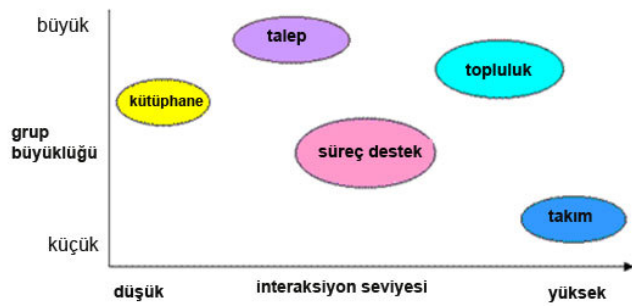 büyük
talep
topluluk
kütüphane
grup
büyüklüğü
süreç destek
takım
küçük
düşük
interaksiyon seviyesi
yüksek